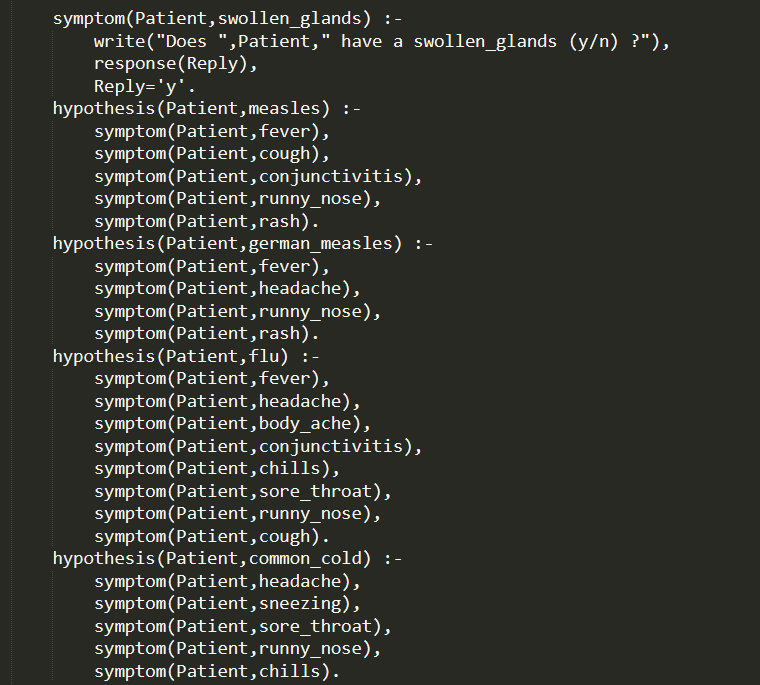 symptom(Patient,swollen_glands) :-
write("Does ",Patient," have a swollen_glands (y/n) ?"),
response(Reply),
Reply='y'.
hypothesis(Patient,measles) :-
symptom(Patient,fever),
symptom(Patient,cough),
symptom(Patient,conjunctivitis),
symptom(Patient,runny_nose),
symptom(Patient,rash).
hypothesis(Patient,german_measles) :-
symptom(Patient,fever),
symptom(Patient,headache),
symptom(Patient,runny_nose),
symptom(Patient,rash).
hypothesis(Patient,flu) :-
symptom(Patient,fever),
symptom(Patient,headache),
symptom(Patient,body_ache),
symptom(Patient,conjunctivitis),
symptom(Patient,chills),
symptom(Patient,sore_throat),
symptom(Patient,runny_nose),
symptom(Patient,cough).
hypothesis(Patient,common_cold) :-
symptom(Patient,headache),
symptom(Patient,sneezing),
symptom(Patient,sore_throat),
symptom(Patient,runny_nose),
symptom(Patient,chills).